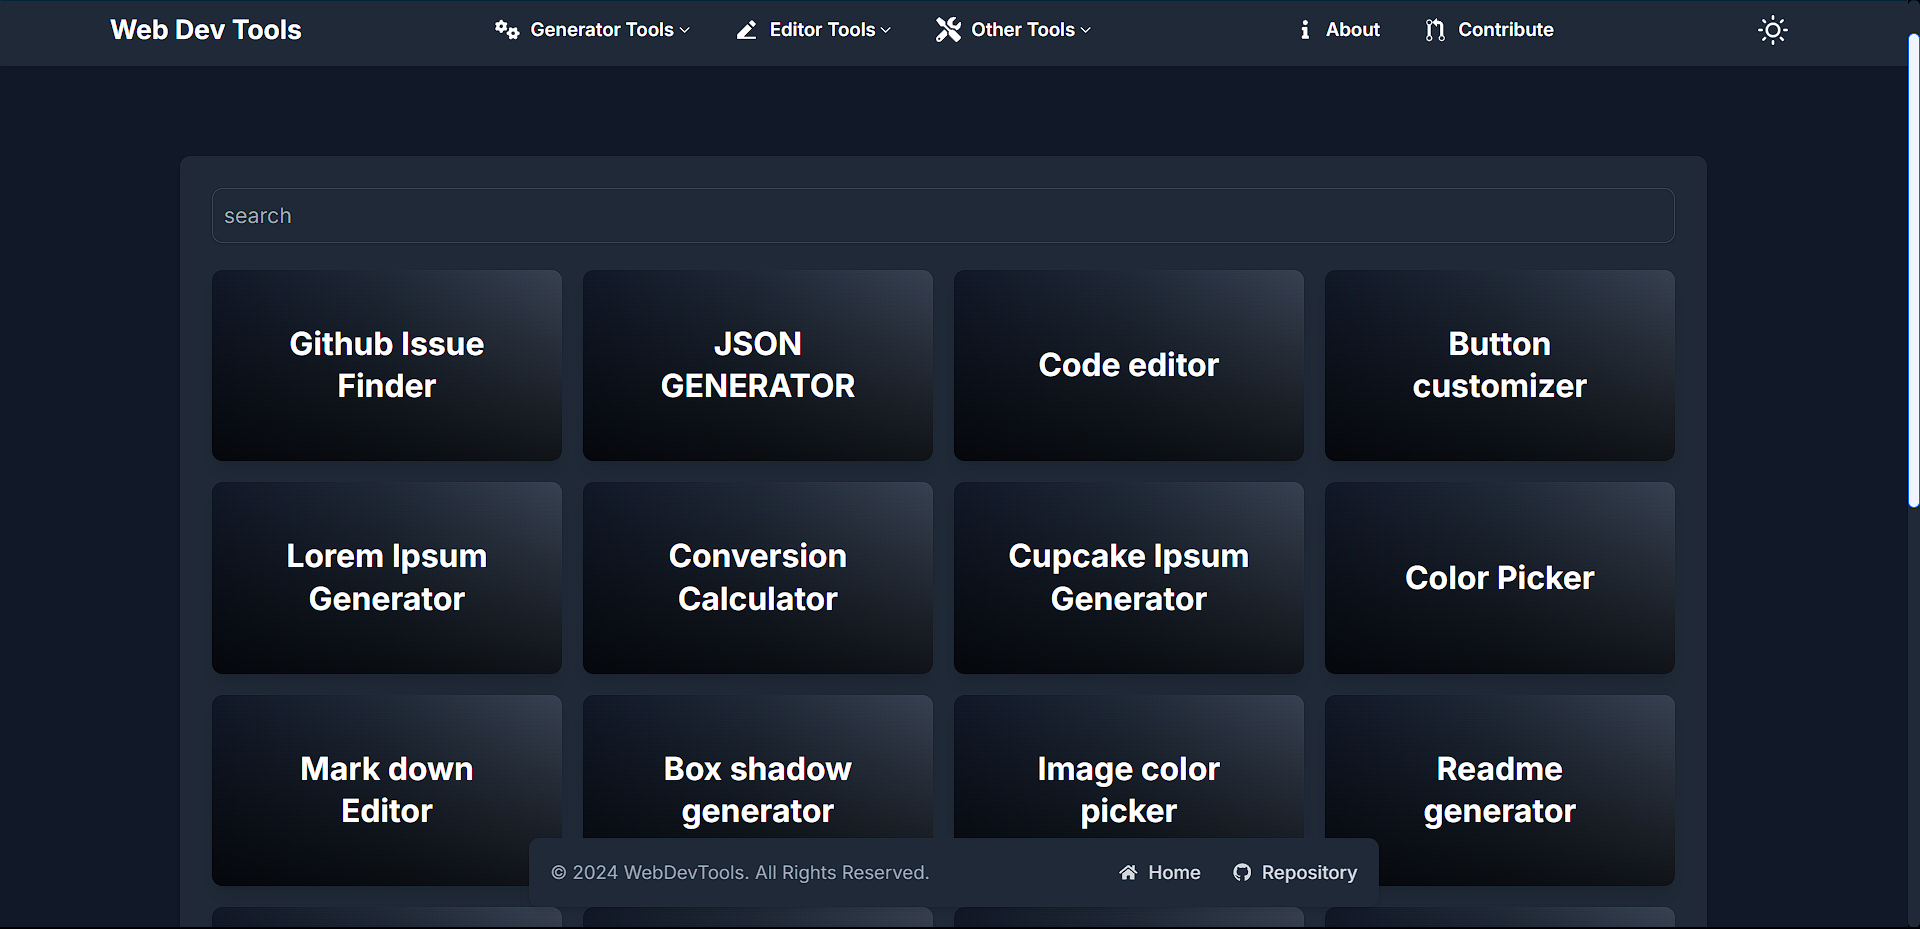 Web Dev Tools
Generator Tools
Editor Tools
Other Tools
About
Contribute
search
Github Issue
Finder
JSON
GENERATOR
Code editor
Button
customizer
Lorem Ipsum
Generator
Conversion
Calculator
Cupcake Ipsum
Generator
Color Picker
Mark down
Editor
Box shadow
generator
Image color
picker
Readme
generator
© 2024 WebDevTools. All Rights Reserved.
Home
Repository